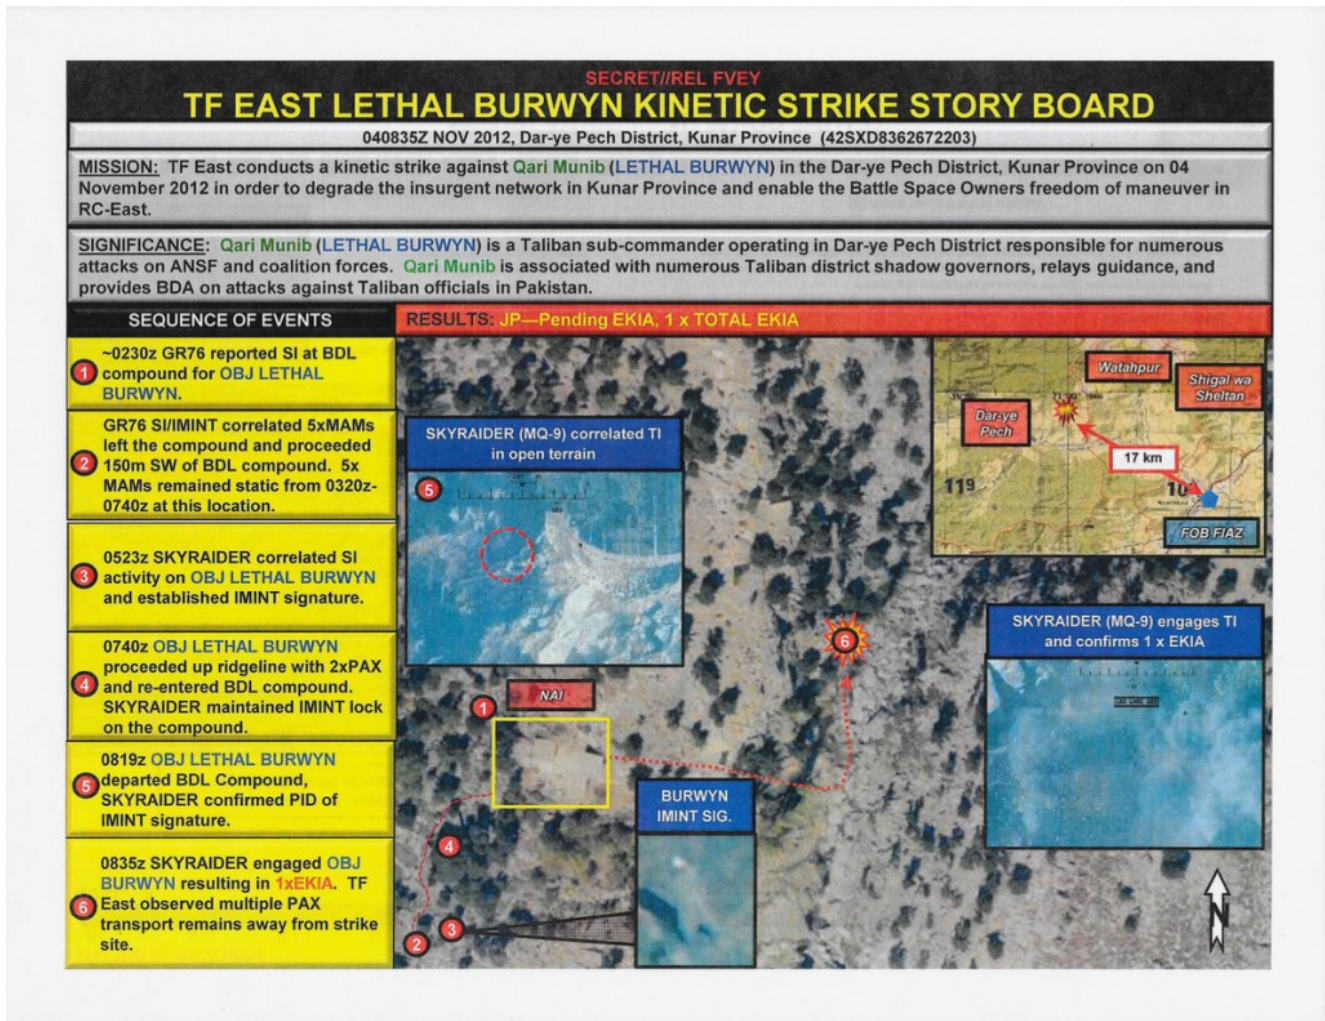 SECRET//REL FVEY
TF EAST LETHAL BURWYN KINETIC STRIKE STORY BOARD
040835Z NOV 2012, Dar-ye Pech District, Kunar Province (42SXD8362672203)
MISSION: TF East conducts a kinetic strike against Qari Munib (LETHAL BURWYN) in the Dar-ye Pech District, Kunar Province on 04
November 2012 in order to degrade the insurgent network in Kunar Province and enable the Battle Space Owners freedom of maneuver in
RC-East.
SIGNIFICANCE: Qari Munib (LETHAL BURWYN) is a Taliban sub-commander operating in Dar-ye Pech District responsible for numerous
attacks on ANSF and coalition forces. Qari Munib is associated with numerous Taliban district shadow governors, relays guidance, and
provides BDA on attacks against Taliban officials in Pakistan.
SEQUENCE OF EVENTS
1
~0230z GR76 reported SI at BDL
compound for OBJ LETHAL
BURWYN.
2
GR76 SI/IMINT correlated 5xMAMs
left the compound and proceeded
150m SW of BDL compound. 5x
MAMs remained static from 0320z-
0740z at this location.
3
0523z SKYRAIDER correlated SI
activity on OBJ LETHAL BURWYN
and established IMINT signature.
4
0740z OBJ LETHAL BURWYN
proceeded up ridgeline with 2xPAX
and re-entered BDL compound.
SKYRAIDER maintained IMINT lock
on the compound.
5
0819z OBJ LETHAL BURWYN
departed BDL Compound,
SKYRAIDER confirmed PID of
IMINT signature.
6
0835z SKYRAIDER engaged OBJ
BURWYN resulting in 1xEKIA. TF
East observed multiple PAX
transport remains away from strike
site.
RESULTS: JP—Pending EKIA, 1 x TOTAL EKIA
SKYRAIDER (MQ-9) correlated TI
in open terrain
5
Watahpur
Shigal wa
Sheltan
Dar-ye
Pech
17 km
119
10
FOB FIAZ
6
SKYRAIDER (MQ-9) engages TI
and confirms 1 x EKIA
1
NAI
BURWYN
IMINT SIG.
4
3
2
N